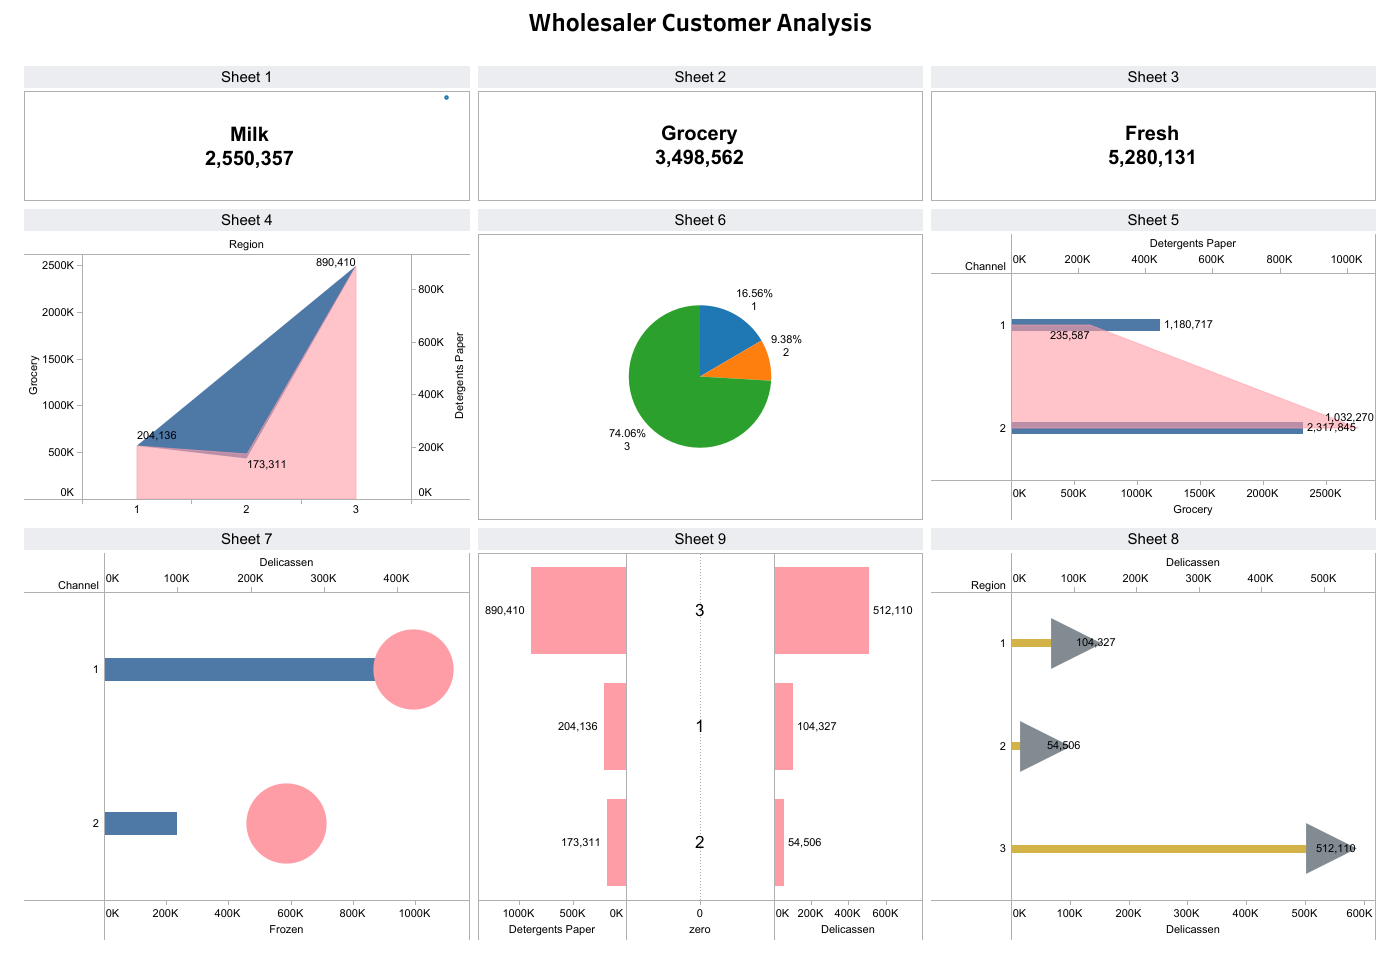 Wholesaler Customer Analysis
Sheet 1
Milk
2,550,357
Sheet 2
Grocery
3,498,562
Sheet 3
Fresh
5,280,131
Sheet 4
Region
2500K
2000K
1500K
1000K
500K
0K
Grocery
890,410
204,136
173,311
800K
600K
400K
200K
0K
Detergents Paper
1 2 3
Sheet 6
16.56%
1
9.38%
2
74.06%
3
Sheet 5
Detergents Paper
Channel 0K 200K 400K 600K 800K 1000K
1 1,180,717
235,587
1,032,270
2 2,317,845
0K 500K 1000K 1500K 2000K 2500K
Grocery
Sheet 7
Delicassen
Channel 0K 100K 200K 300K 400K
1
2
0K 200K 400K 600K 800K 1000K
Frozen
Sheet 9
890,410 3 512,110
204,136 1 104,327
173,311 2 54,506
1000K 500K 0K 0 0K 200K 400K 600K
Detergents Paper zero Delicassen
Sheet 8
Delicassen
Region 0K 100K 200K 300K 400K 500K
1 104,327
2 54,506
3 512,110
0K 100K 200K 300K 400K 500K 600K
Delicassen